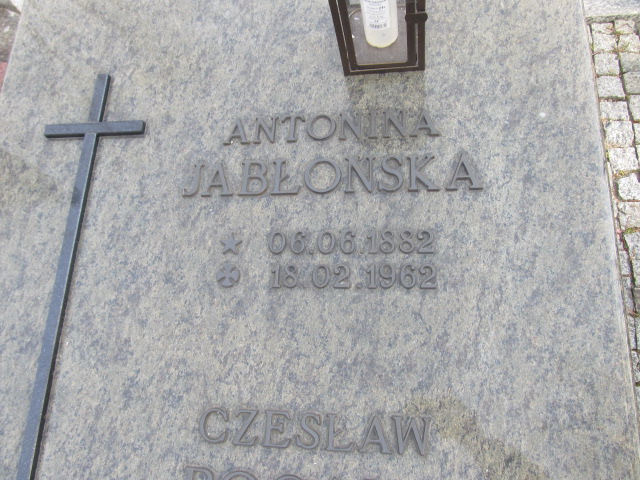 ANTONINA
JABŁOŃSKA
★ 06.06.1882
✤ 18.02.1962
CZESŁAW